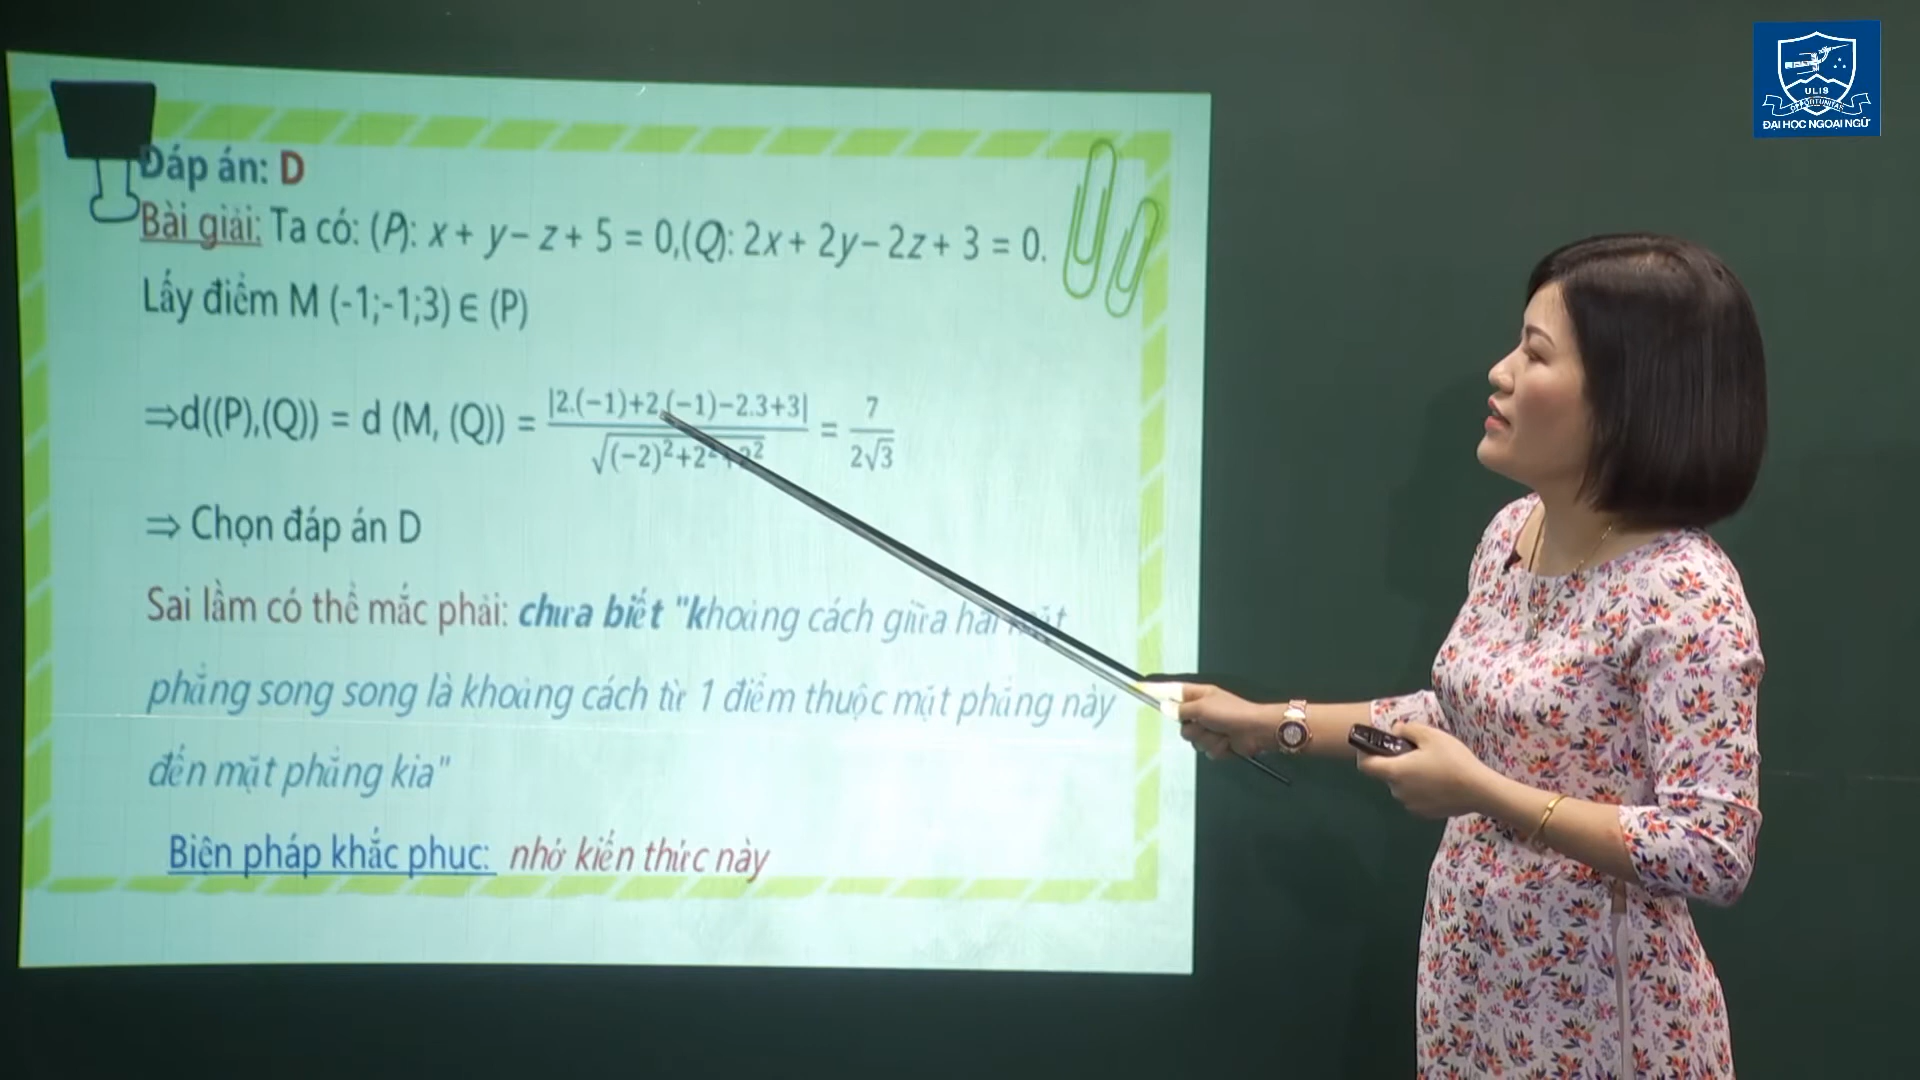 Đáp án: D
Bài giải: Ta có: (P): x + y − z + 5 = 0,(Q): 2x + 2y − 2z + 3 = 0.
Lấy điểm M (-1;-1;3) ∈ (P)
⇒d((P),(Q)) = d (M, (Q)) = |2.(−1)+2.(−1)−2.3+3| / √(−2)²+2²+2² = 7 / 2√3
⇒ Chọn đáp án D
Sai lầm có thể mắc phải: chưa biết "khoảng cách giữa hai mặt
phẳng song song là khoảng cách từ 1 điểm thuộc mặt phẳng này
đến mặt phẳng kia"
Biện pháp khắc phục: nhớ kiến thức này
ULIS
OPPORTUNITAS
ĐẠI HỌC NGOẠI NGỮ